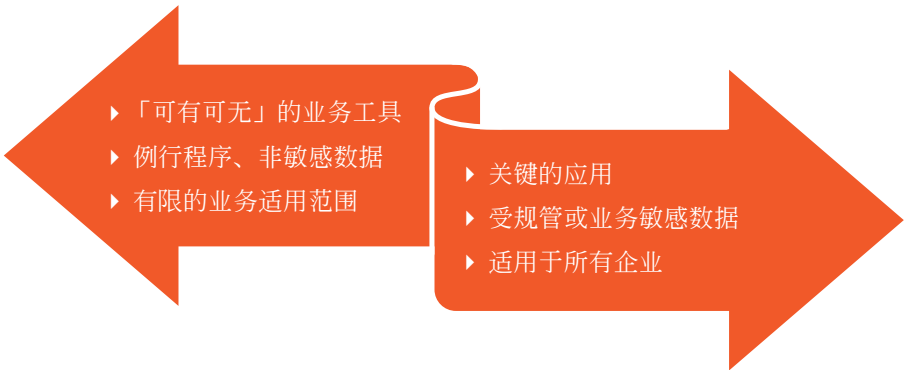 「可有可无」的业务工具
例行程序、非敏感数据
有限的业务适用范围
关键的应用
受规管或业务敏感数据
适用于所有企业